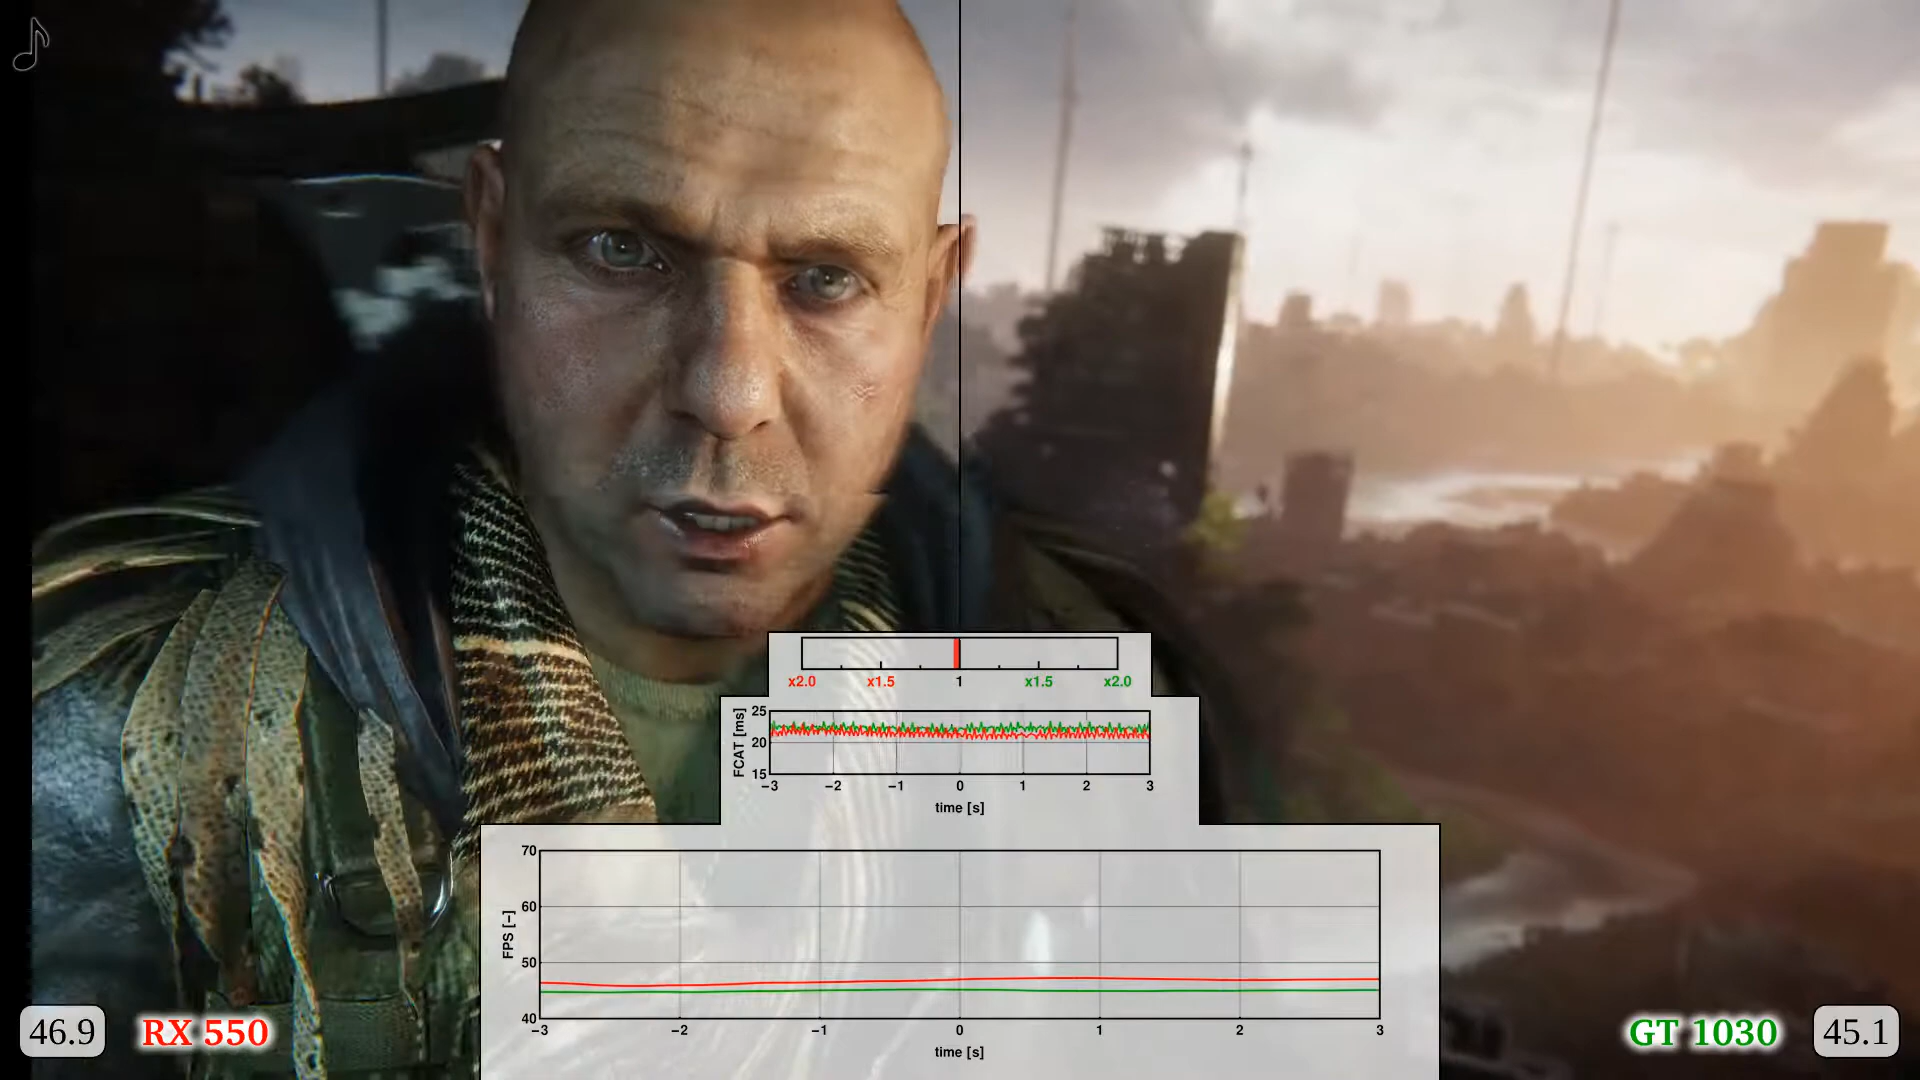 x2.0 x1.5 1 x1.5 x2.0
FCAT [ms]
25
20
15
−3 −2 −1 0 1 2 3
time [s]
FPS [−]
70
60
50
40
−3 −2 −1 0 1 2 3
time [s]
46.9 RX 550
GT 1030 45.1